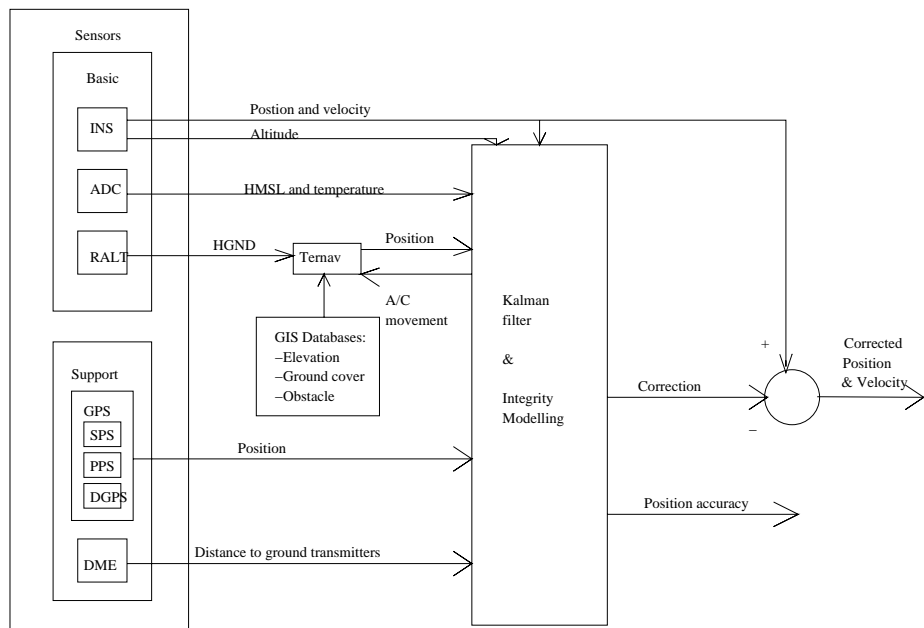 Sensors
Basic
INS
Postion and velocity
Altitude
ADC
HMSL and temperature
RALT
HGND
Ternav
Position
A/C
movement
GIS Databases:
−Elevation
−Ground cover
−Obstacle
Kalman
filter
&
Integrity
Modelling
Support
GPS
SPS
PPS
DGPS
Position
DME
Distance to ground transmitters
Correction
+
−
Corrected
Position
& Velocity
Position accuracy